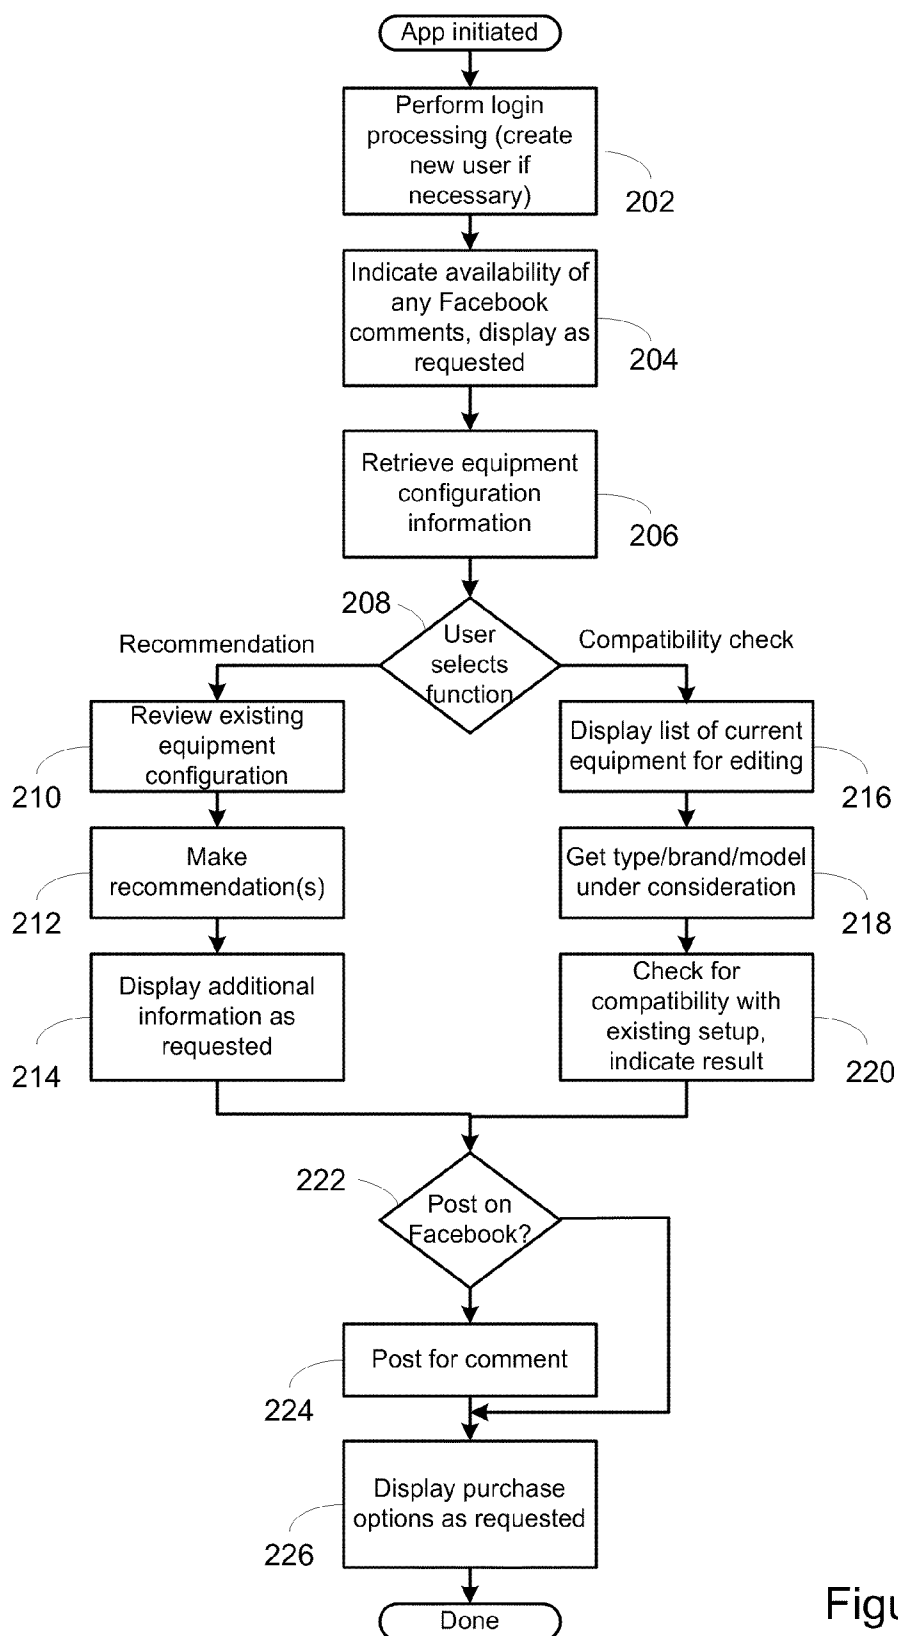 App initiated
Perform login
processing (create
new user if
necessary)
202
Indicate availability of
any Facebook
comments, display as
requested
204
Retrieve equipment
configuration
information
206
208
User
selects
function
Recommendation
Compatibility check
Review existing
equipment
configuration
210
Make
recommendation(s)
212
Display additional
information as
requested
214
Display list of current
equipment for editing
216
Get type/brand/model
under consideration
218
Check for
compatibility with
existing setup,
indicate result
220
222
Post on
Facebook?
Post for comment
224
Display purchase
options as requested
226
Done